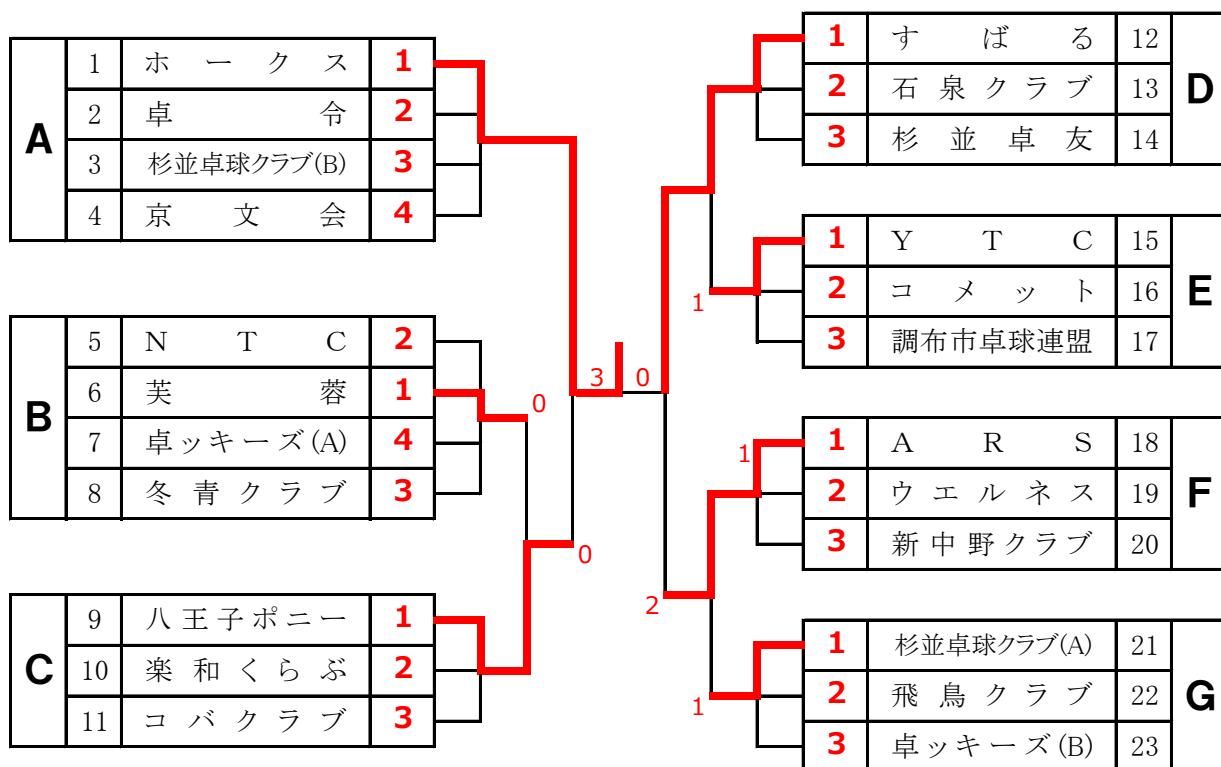 A
1 ホークス 1
2 卓令 2
3 杉並卓球クラブ(B) 3
4 京文会 4
B
5 NTC 2
6 芙蓉 1
7 卓ッキーズ(A) 4
8 冬青クラブ 3
C
9 八王子ポニー 1
10 楽和くらぶ 2
11 コバクラブ 3
0
0
3 0
1
1
2
1
D
1 すばる 12
2 石泉クラブ 13
3 杉並卓友 14
E
1 YTC 15
2 コメット 16
3 調布市卓球連盟 17
F
1 ARS 18
2 ウエルネス 19
3 新中野クラブ 20
G
1 杉並卓球クラブ(A) 21
2 飛鳥クラブ 22
3 卓ッキーズ(B) 23